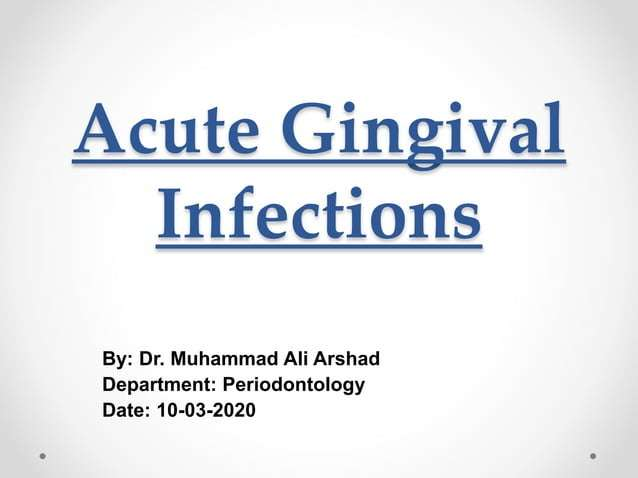 Acute Gingival
Infections
By: Dr. Muhammad Ali Arshad
Department: Periodontology
Date: 10-03-2020